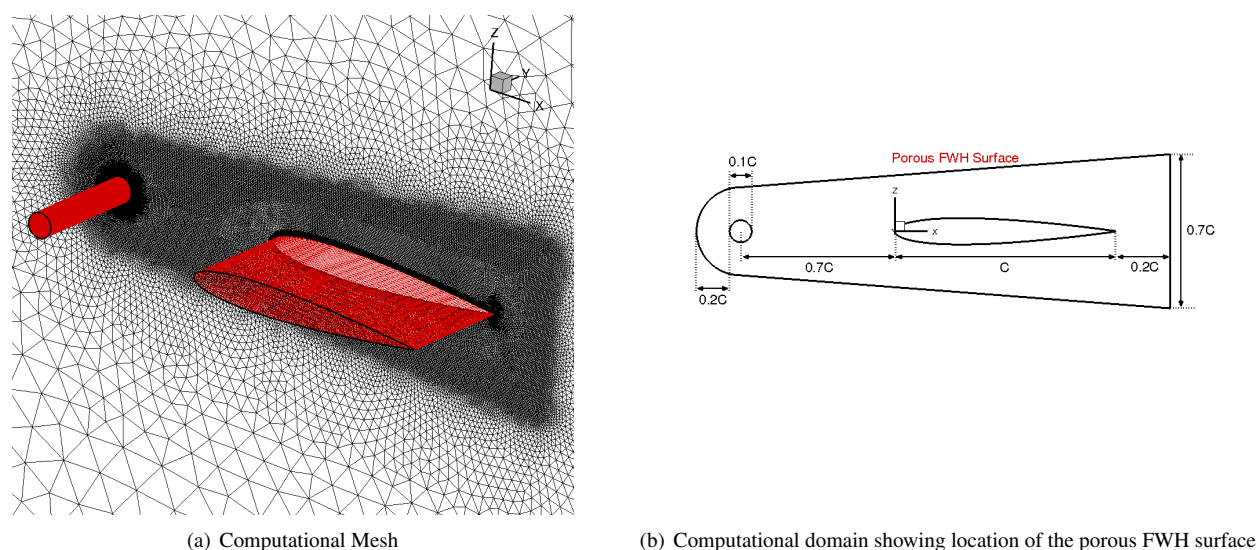 Z
Y
X
Porous FWH Surface
0.1C
z
x
0.7C
0.7C
C
0.2C
0.2C
(a) Computational Mesh
(b) Computational domain showing location of the porous FWH surface